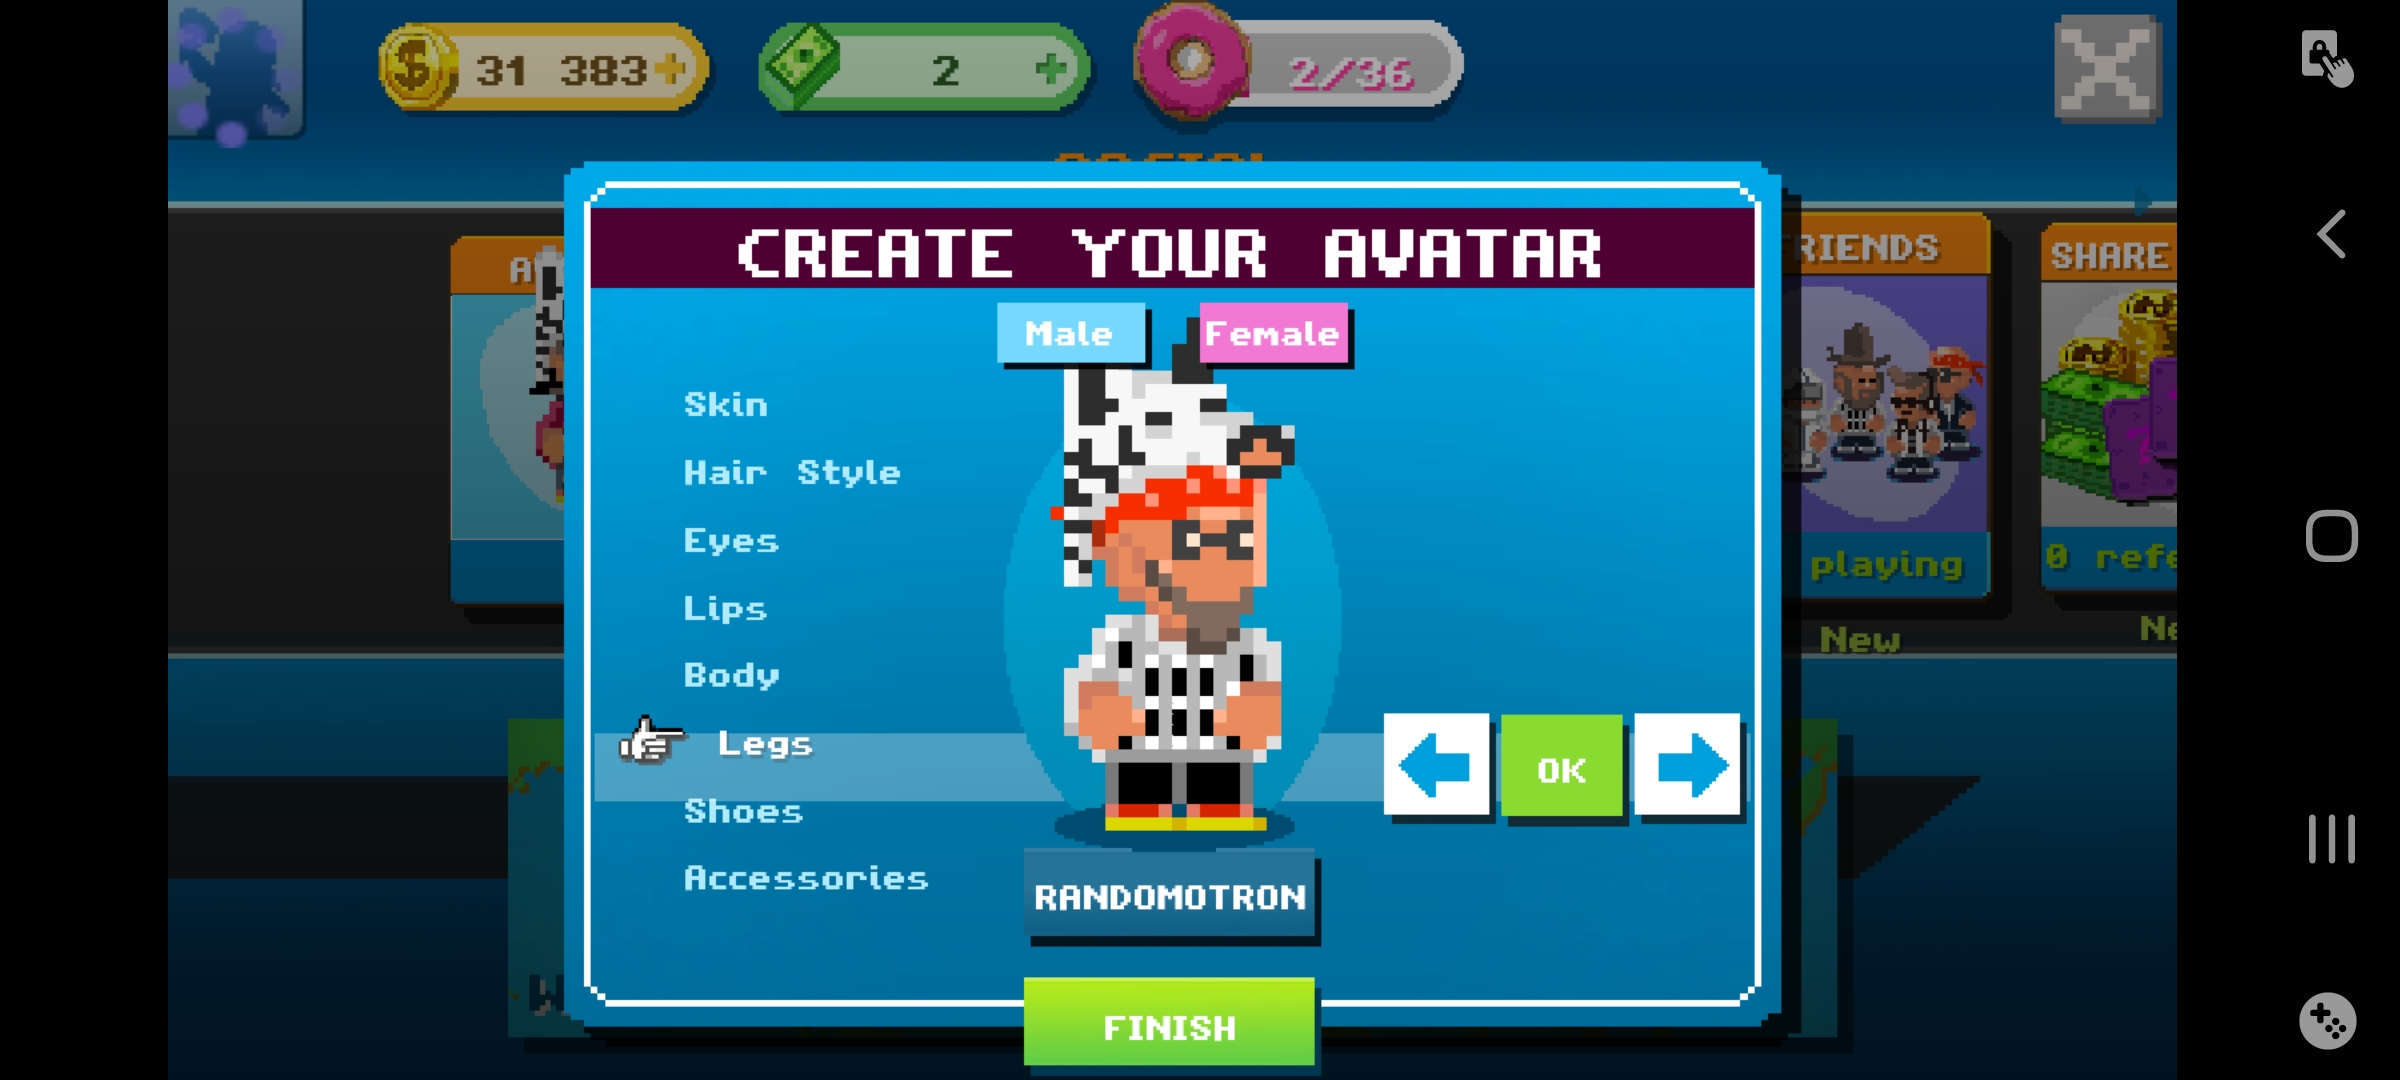 31 383 +
2 +
2/36
CREATE YOUR AVATAR
RIENDS
SHARE
Male
Female
Skin
Hair Style
Eyes
Lips
Body
Legs
Shoes
Accessories
OK
playing
0 refe
New
Ne
RANDOMOTRON
FINISH